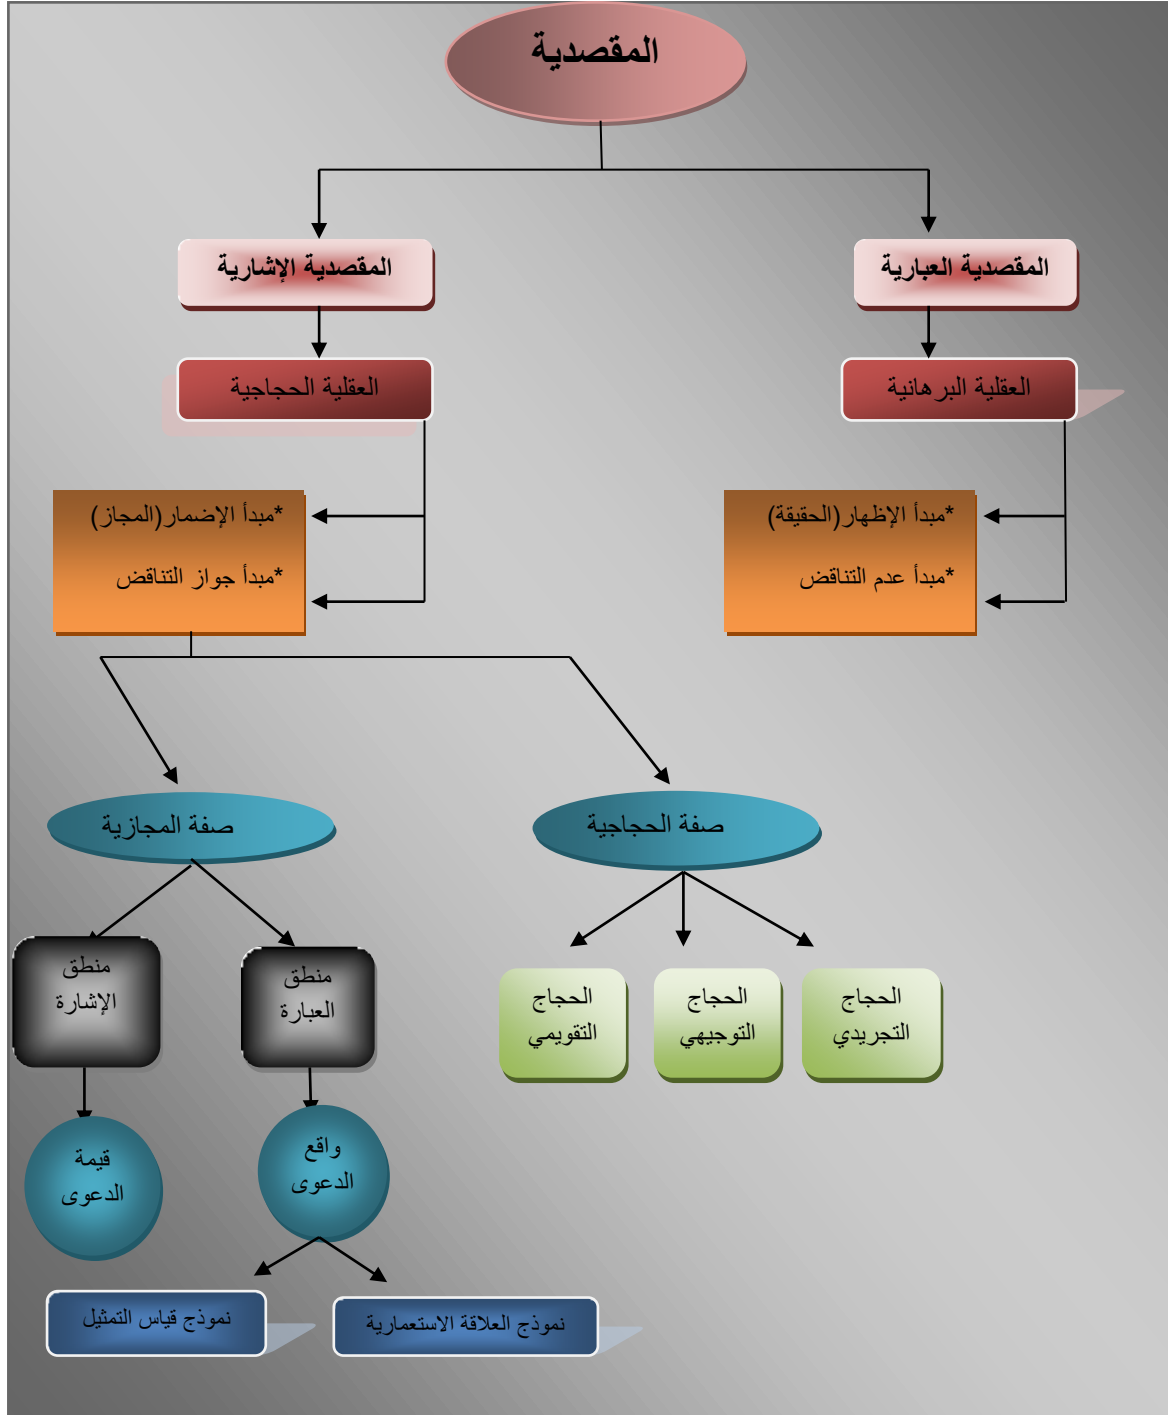 المقصدية
المقصدية العبارية
المقصدية الإشارية
العقلية البرهانية
العقلية الحجاجية
*مبدأ الإظهار(الحقيقة)
*مبدأ عدم التناقض
*مبدأ الإضمار(المجاز)
*مبدأ جواز التناقض
صفة الحجاجية
صفة المجازية
الحجاج
التجريدي
الحجاج
التوجيهي
الحجاج
التقويمي
منطق
العبارة
منطق
الإشارة
واقع
الدعوى
قيمة
الدعوى
نموذج العلاقة الاستعمارية
نموذج قياس التمثيل